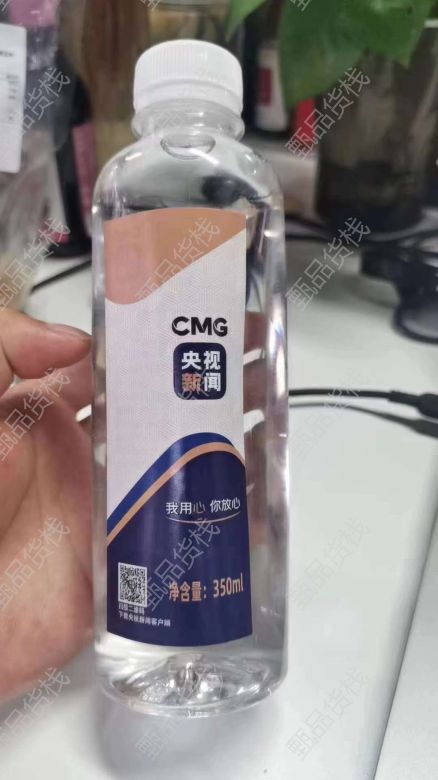 CMG
央视
新闻
我用心 你放心
净含量：350ml
扫描二维码
下载央视新闻客户端
甄品货栈